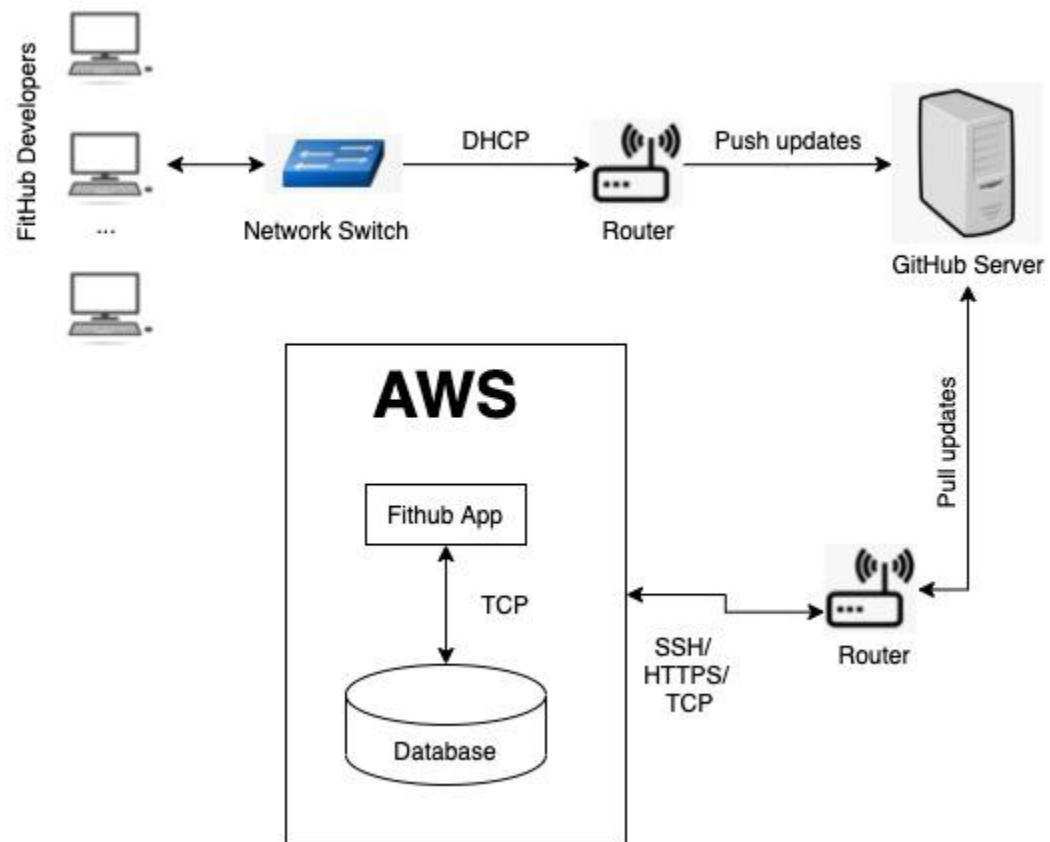 FitHub Developers
...
Network Switch
DHCP
Router
Push updates
GitHub Server
Pull updates
AWS
Fithub App
TCP
Database
SSH/
HTTPS/
TCP
Router